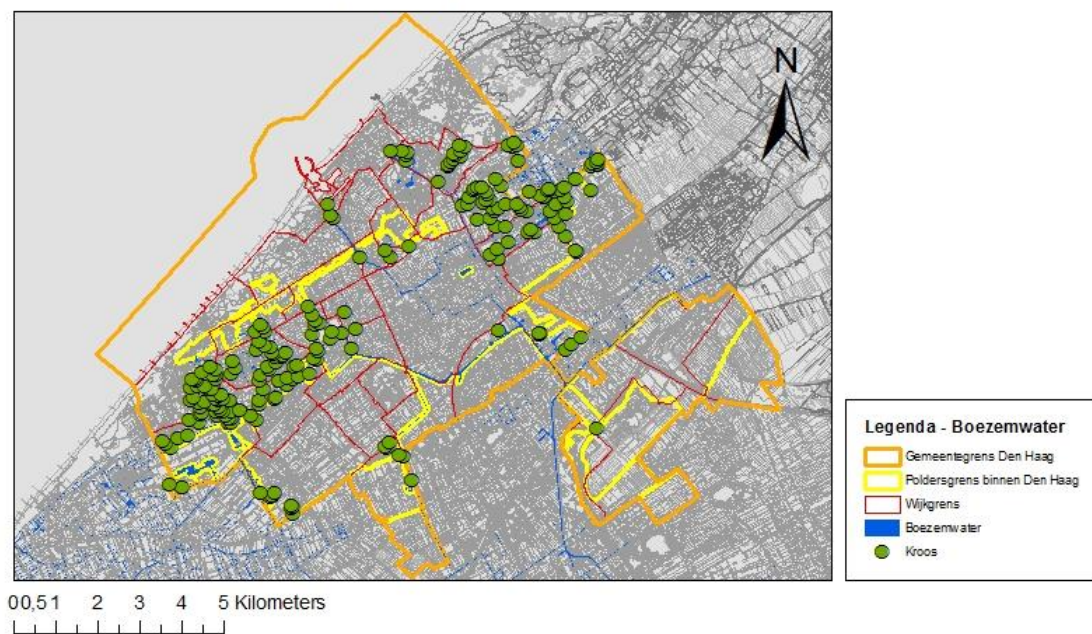 N
Legenda - Boezemwater
Gemeentegrens Den Haag
Poldersgrens binnen Den Haag
Wijkgrens
Boezemwater
Kroos
00,51 2 3 4 5 Kilometers